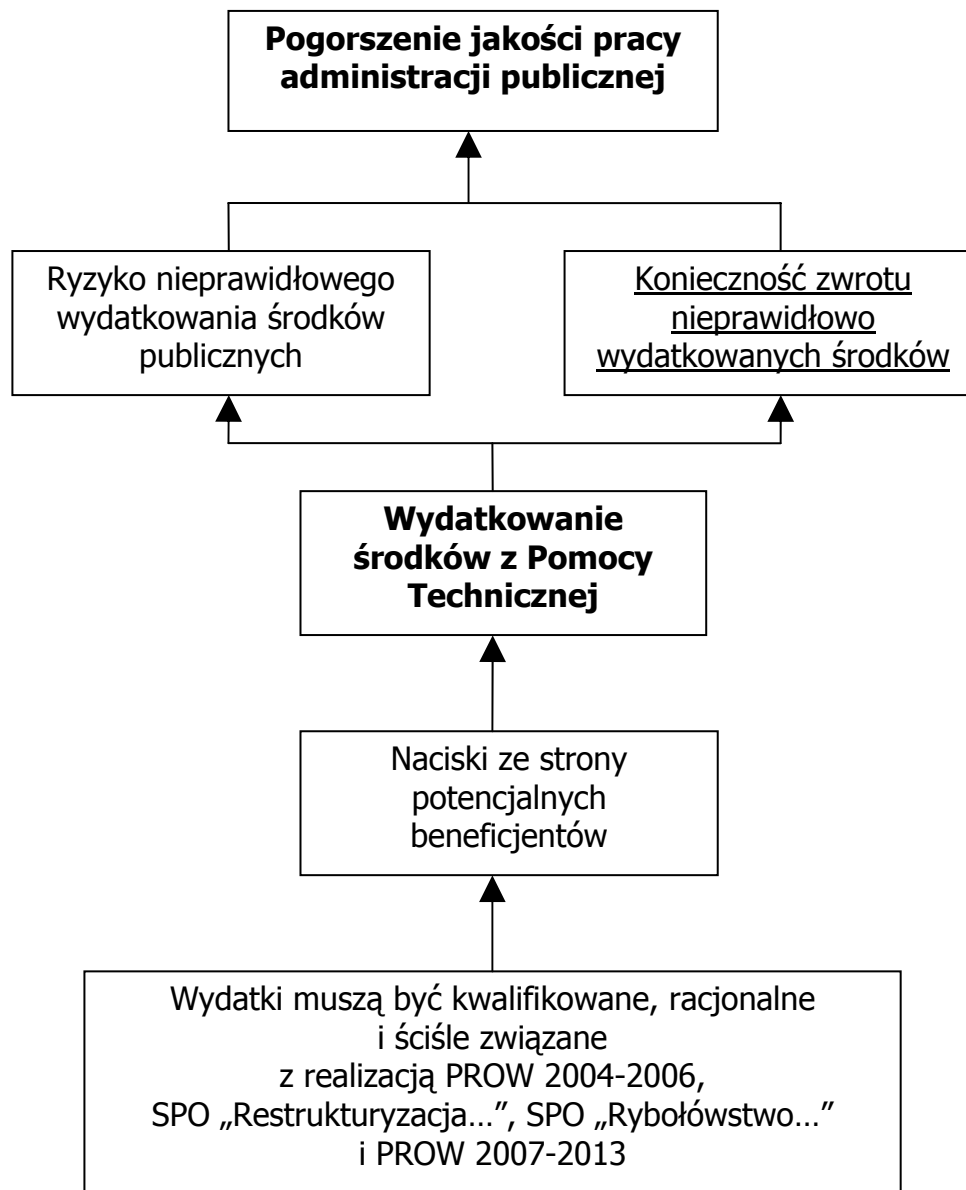 Pogorszenie jakości pracy
administracji publicznej
Ryzyko nieprawidłowego
wydatkowania środków
publicznych
Konieczność zwrotu
nieprawidłowo
wydatkowanych środków
Wydatkowanie
środków z Pomocy
Technicznej
Naciski ze strony
potencjalnych
beneficjentów
Wydatki muszą być kwalifikowane, racjonalne
i ściśle związane
z realizacją PROW 2004-2006,
SPO „Restrukturyzacja…”, SPO „Rybołówstwo…”
i PROW 2007-2013